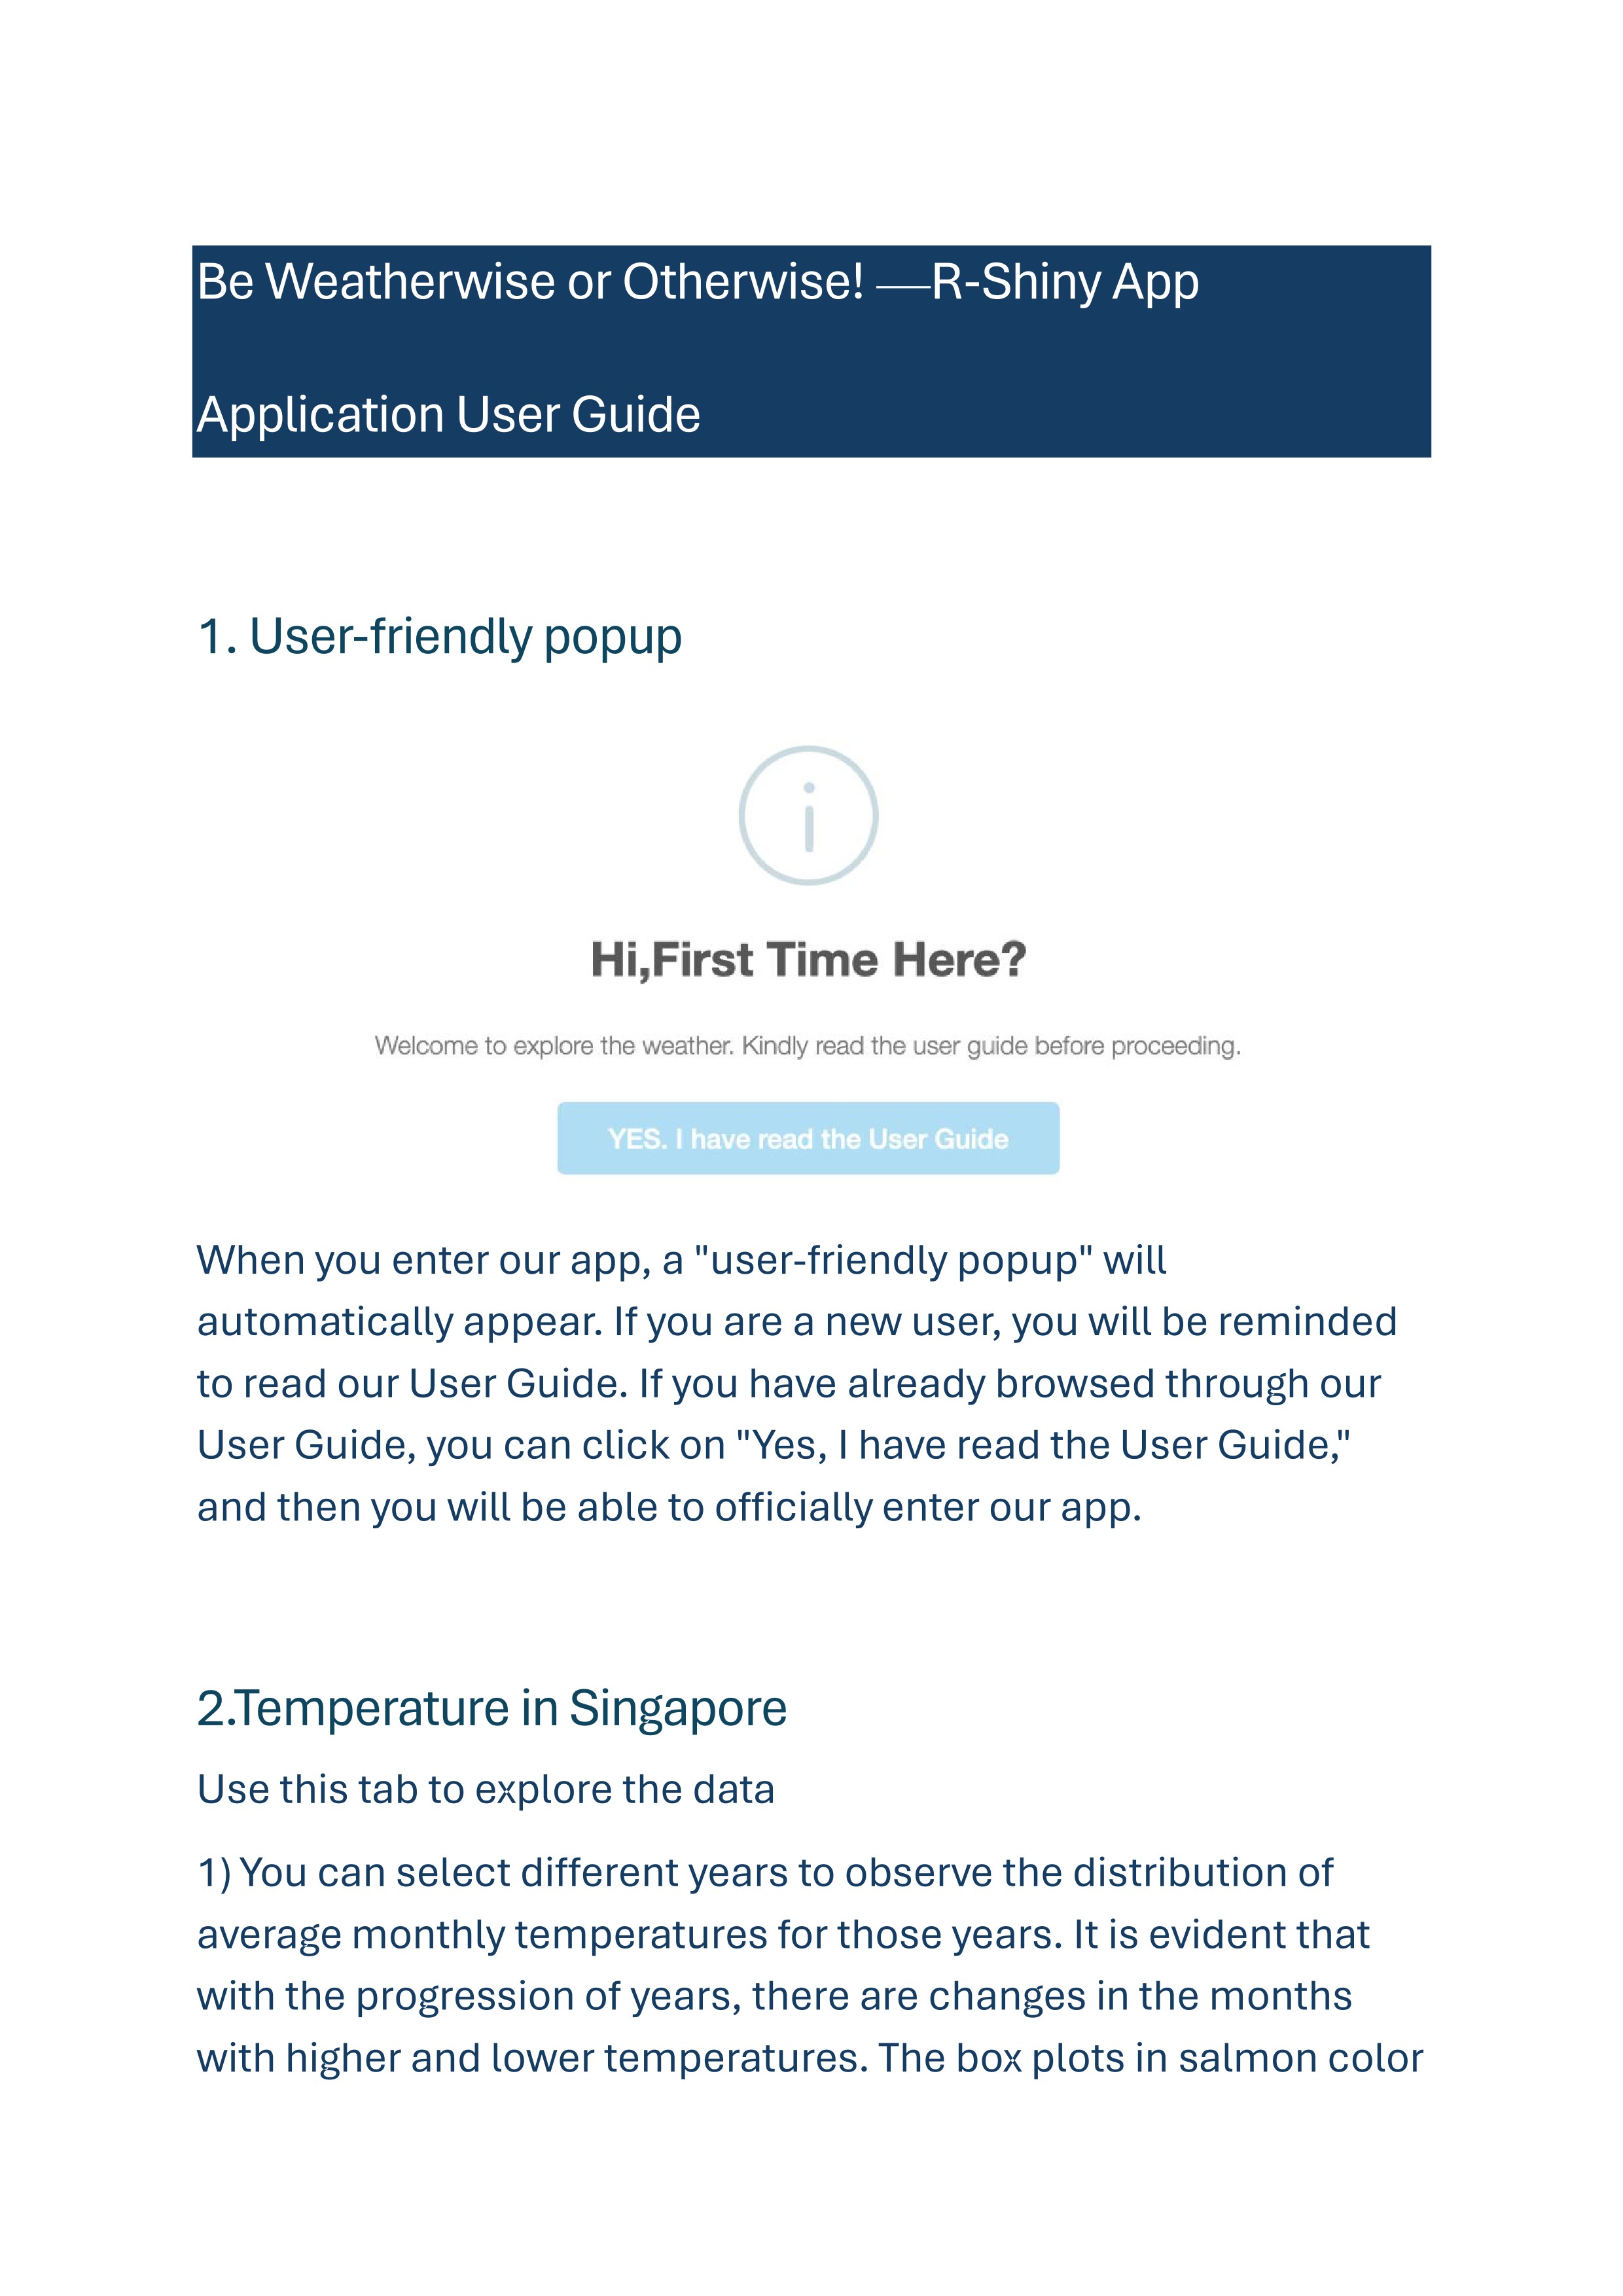 Be Weatherwise or Otherwise! ——R-Shiny App
Application User Guide
1. User-friendly popup
i
Hi,First Time Here?
Welcome to explore the weather. Kindly read the user guide before proceeding.
YES. I have read the User Guide
When you enter our app, a "user-friendly popup" will
automatically appear. If you are a new user, you will be reminded
to read our User Guide. If you have already browsed through our
User Guide, you can click on "Yes, I have read the User Guide,"
and then you will be able to officially enter our app.
2.Temperature in Singapore
Use this tab to explore the data
1) You can select different years to observe the distribution of
average monthly temperatures for those years. It is evident that
with the progression of years, there are changes in the months
with higher and lower temperatures. The box plots in salmon color